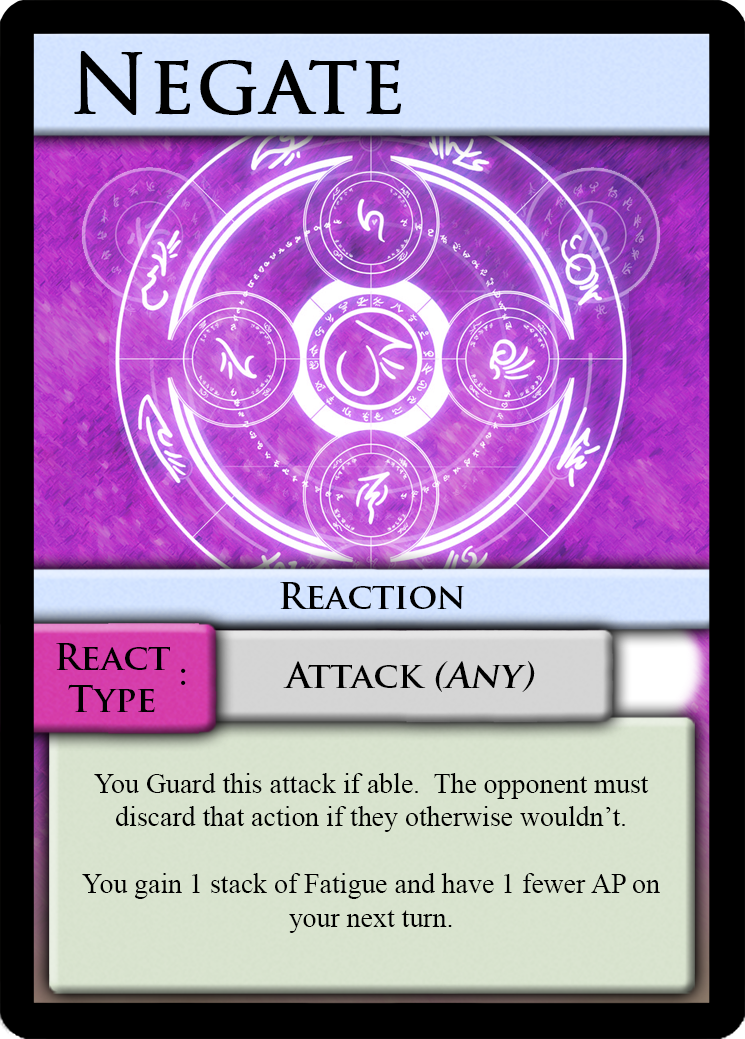 NEGATE
REACTION
REACT
TYPE :
ATTACK (ANY)
You Guard this attack if able. The opponent must
discard that action if they otherwise wouldn't.
You gain 1 stack of Fatigue and have 1 fewer AP on
your next turn.